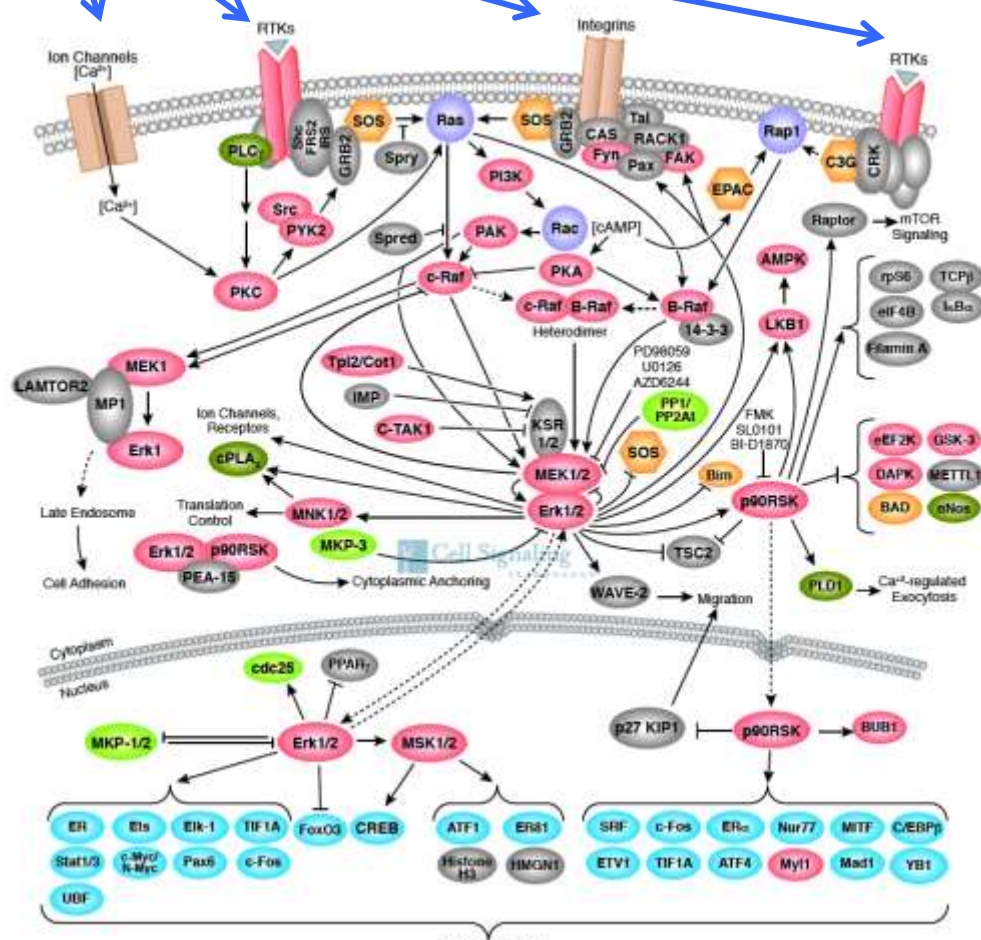 RTKs
Integrins
RTKs
Ion Channels
[Ca²⁺]
SOS
Ras
SOS
GRB2
Tal
CAS
RACK1
Fyn
FAK
Pax
Rap1
C3G
CRK
PLCγ
Shc
FRS2
IRS
GRB2
Spry
EPAC
PI3K
[Ca²⁺]
Src
PYK2
Spred
PAK
Rac
[cAMP]
Raptor
mTOR
Signaling
PKC
c-Raf
PKA
AMPK
rpS6
TCPβ
c-Raf
B-Raf
B-Raf
14-3-3
Heterodimer
LKB1
eIF4B
IκBα
Filamin A
MEK1
LAMTOR2
MP1
Erk1
Tpl2/Cot1
IMP
C-TAK1
KSR
1/2
PD98059
U0126
AZD6244
PP1/
PP2A
FMK
SL0101
BI-D1870
Ion Channels,
Receptors
cPLA₂
SOS
MEK1/2
Erk1/2
Bim
p90RSK
eEF2K
GSK-3
DAPK
METTL1
BAD
eNos
Late Endosome
Translation
Control
MNK1/2
MKP-3
Cell Signaling
TSC2
Erk1/2
p90RSK
PEA-15
Cytoplasmic Anchoring
Cell Adhesion
WAVE-2
Migration
PLD1
Ca⁺²-regulated
Exocytosis
Cytoplasm
Nucleus
cdc25
PPARγ
MKP-1/2
Erk1/2
MSK1/2
p27 KIP1
p90RSK
BUB1
ER
Ets
Elk-1
TIF1A
FoxO3
CREB
ATF1
ER81
SRF
c-Fos
ERα
Nur77
MITF
C/EBPβ
Stat1/3
c-Myc/
N-Myc
Pax6
c-Fos
Histone
H3
HMGN1
ETV1
TIF1A
ATF4
Myt1
Mad1
YB1
UBF